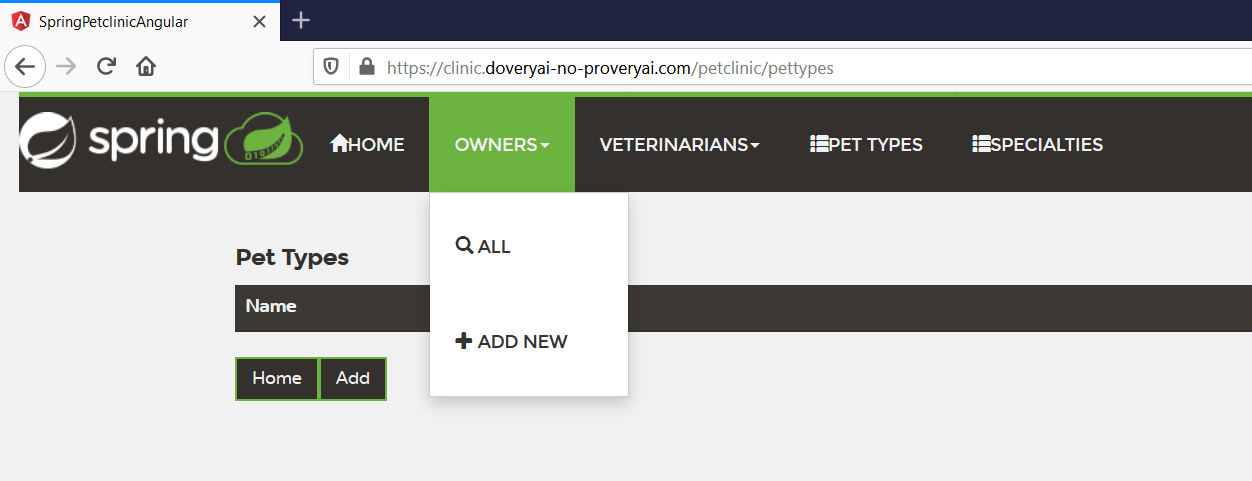 SpringPetclinicAngular
https://clinic.doveryai-no-proveryai.com/petclinic/pettypes
spring HOME OWNERS VETERINARIANS PET TYPES SPECIALTIES
ALL
Pet Types
Name
ADD NEW
Home Add